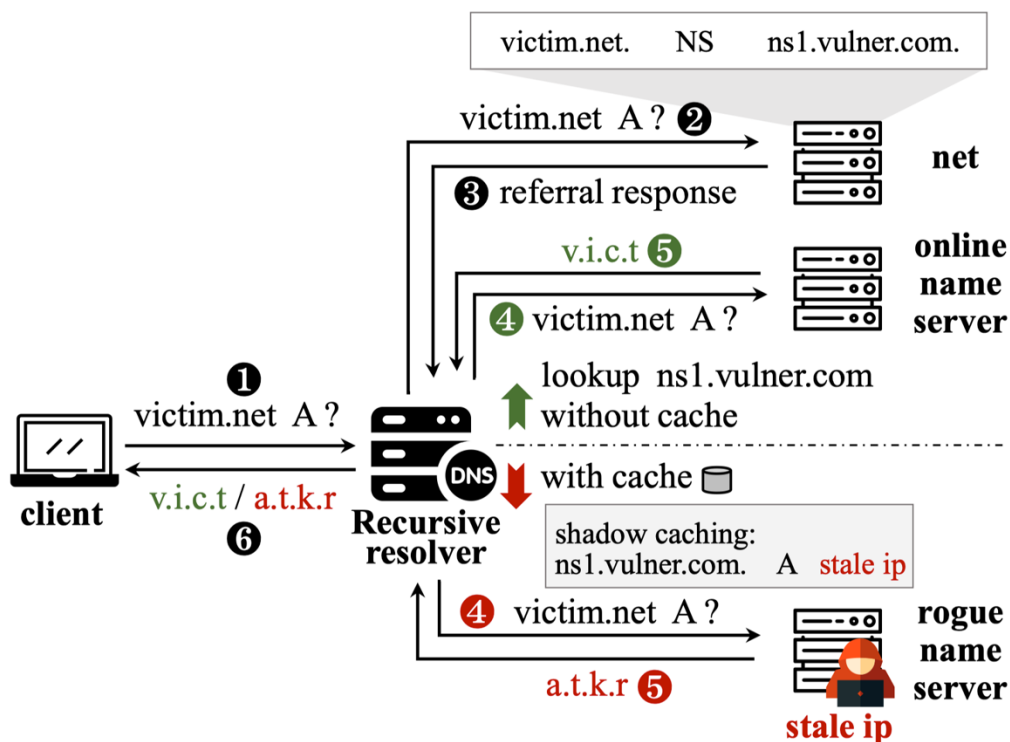 victim.net. NS ns1.vulner.com.
victim.net A ? ❷
❸ referral response
net
v.i.c.t ❺
❹ victim.net A ?
online
name
server
lookup ns1.vulner.com
without cache
❶
victim.net A ?
v.i.c.t / a.t.k.r
❻
client
DNS
Recursive
resolver
with cache
shadow caching:
ns1.vulner.com. A stale ip
❹ victim.net A ?
a.t.k.r ❺
rogue
name
server
stale ip